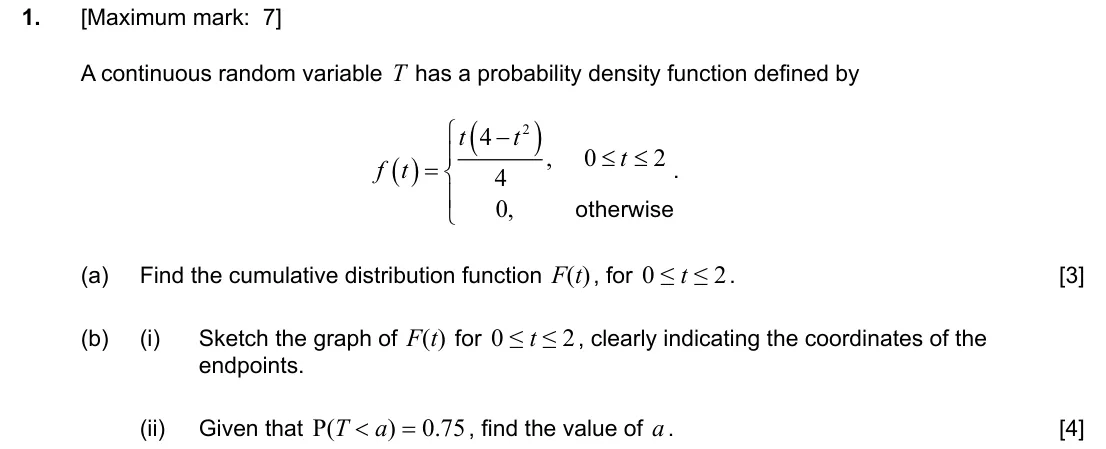 1. [Maximum mark: 7]
A continuous random variable T has a probability density function defined by
f(t) = { t(4−t²)/4, 0 ≤ t ≤ 2
0, otherwise .
(a) Find the cumulative distribution function F(t), for 0 ≤ t ≤ 2. [3]
(b) (i) Sketch the graph of F(t) for 0 ≤ t ≤ 2, clearly indicating the coordinates of the
endpoints.
(ii) Given that P(T < a) = 0.75, find the value of a. [4]